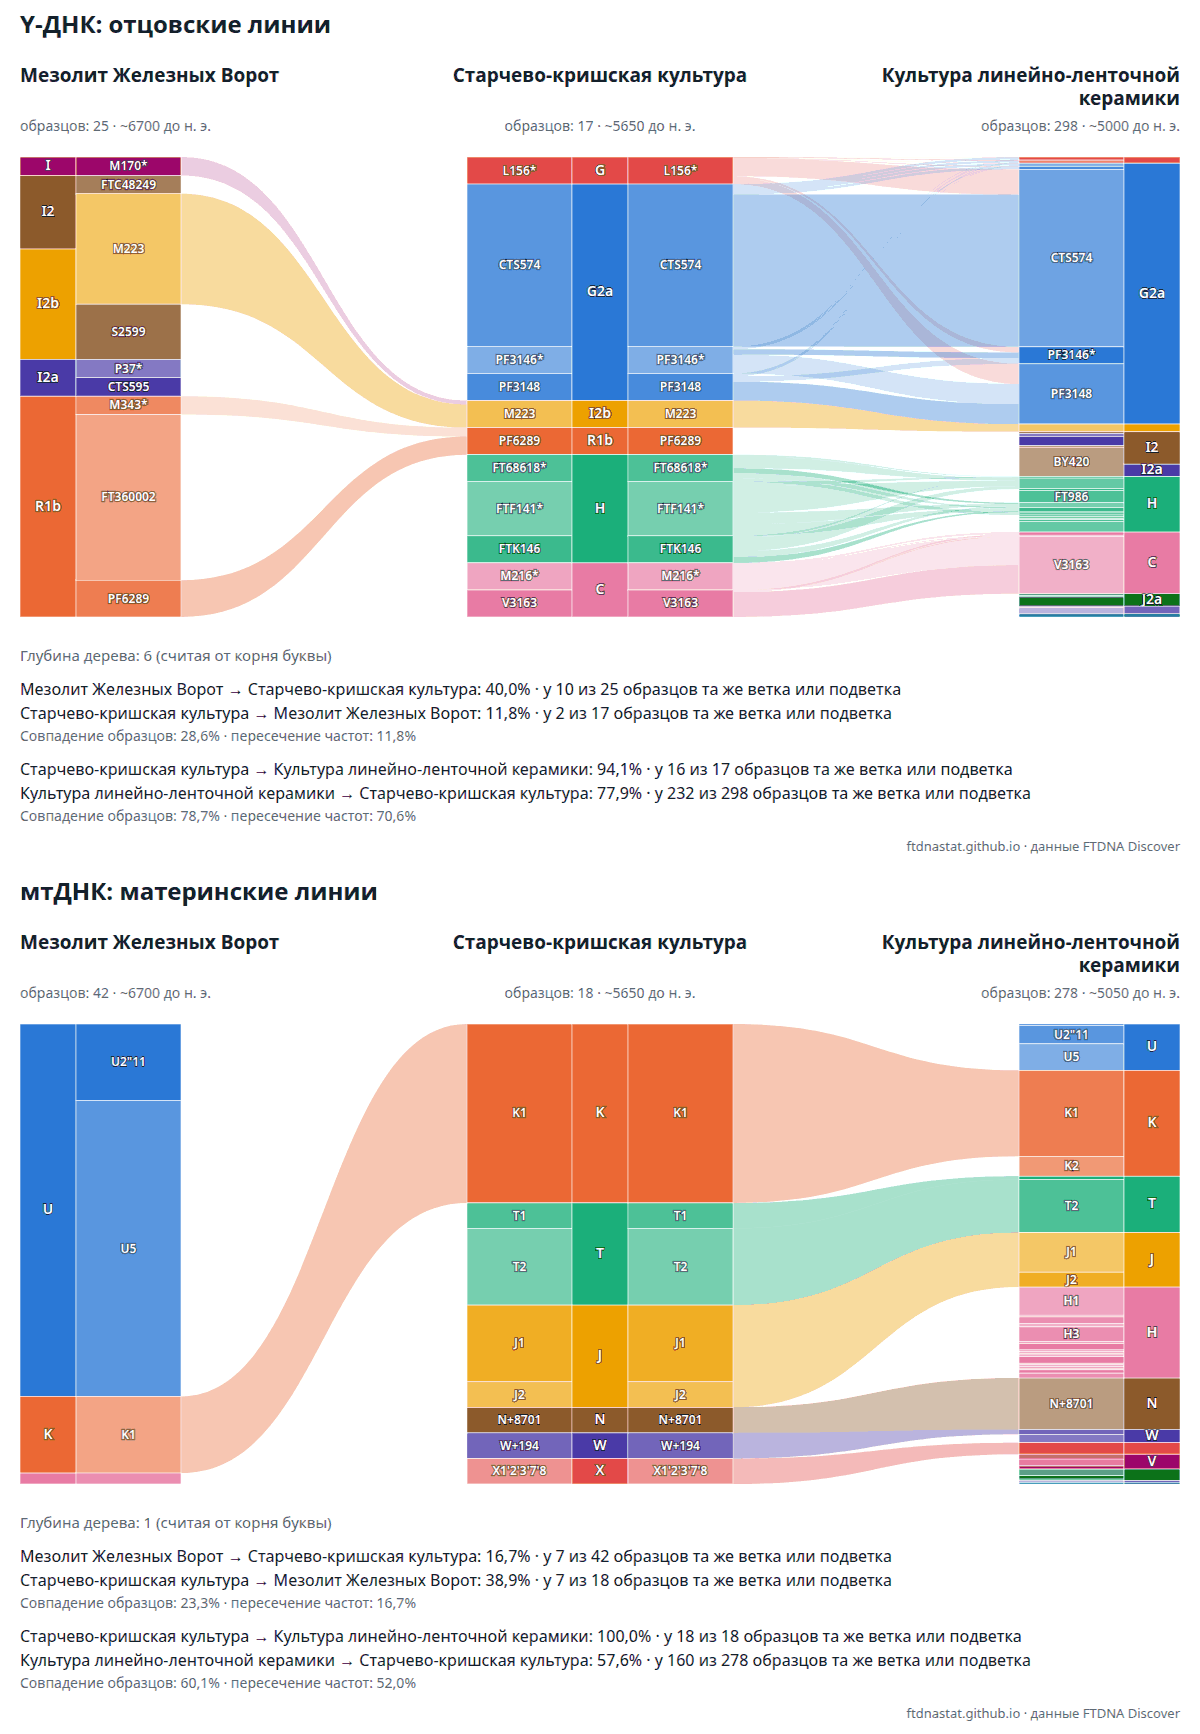 Y-ДНК: отцовские линии
Мезолит Железных Ворот
Старчево-кришская культура
Культура линейно-ленточной
керамики
образцов: 25 · ~6700 до н. э.
образцов: 17 · ~5650 до н. э.
образцов: 298 · ~5000 до н. э.
I
M170*
FTC48249
I2
M223
I2b
S2599
I2a
P37*
CTS595
M343*
R1b
FT360002
PF6289
L156*
G
L156*
CTS574
G2a
CTS574
PF3146*
PF3146*
PF3148
PF3148
M223
I2b
M223
PF6289
R1b
PF6289
FT68618*
FT68618*
FTF141*
H
FTF141*
FTK146
FTK146
M216*
C
M216*
V3163
V3163
CTS574
G2a
PF3146*
PF3148
I2
BY420
I2a
FT986
H
V3163
C
J2a
Глубина дерева: 6 (считая от корня буквы)
Мезолит Железных Ворот → Старчево-кришская культура: 40,0% · у 10 из 25 образцов та же ветка или подветка
Старчево-кришская культура → Мезолит Железных Ворот: 11,8% · у 2 из 17 образцов та же ветка или подветка
Совпадение образцов: 28,6% · пересечение частот: 11,8%
Старчево-кришская культура → Культура линейно-ленточной керамики: 94,1% · у 16 из 17 образцов та же ветка или подветка
Культура линейно-ленточной керамики → Старчево-кришская культура: 77,9% · у 232 из 298 образцов та же ветка или подветка
Совпадение образцов: 78,7% · пересечение частот: 70,6%
ftdnastat.github.io · данные FTDNA Discover
мтДНК: материнские линии
Мезолит Железных Ворот
Старчево-кришская культура
Культура линейно-ленточной
керамики
образцов: 42 · ~6700 до н. э.
образцов: 18 · ~5650 до н. э.
образцов: 278 · ~5050 до н. э.
U2"11
U
U5
K
K1
K1
K
K1
T1
T1
T
T2
T2
J1
J
J1
J2
J2
N+8701
N
N+8701
W+194
W
W+194
X1'2'3'7'8
X
X1'2'3'7'8
U2"11
U
U5
K1
K
K2
T2
T
J1
J
J2
H1
H3
H
N+8701
N
W
V
Глубина дерева: 1 (считая от корня буквы)
Мезолит Железных Ворот → Старчево-кришская культура: 16,7% · у 7 из 42 образцов та же ветка или подветка
Старчево-кришская культура → Мезолит Железных Ворот: 38,9% · у 7 из 18 образцов та же ветка или подветка
Совпадение образцов: 23,3% · пересечение частот: 16,7%
Старчево-кришская культура → Культура линейно-ленточной керамики: 100,0% · у 18 из 18 образцов та же ветка или подветка
Культура линейно-ленточной керамики → Старчево-кришская культура: 57,6% · у 160 из 278 образцов та же ветка или подветка
Совпадение образцов: 60,1% · пересечение частот: 52,0%
ftdnastat.github.io · данные FTDNA Discover